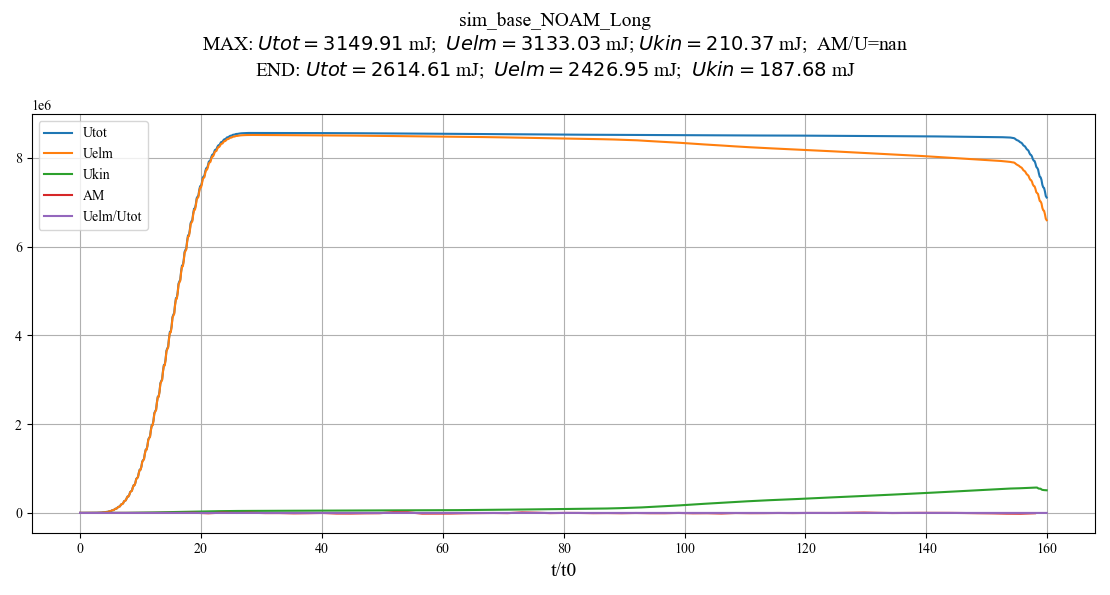 sim_base_NOAM_Long
MAX: Utot = 3149.91 mJ; Uelm = 3133.03 mJ; Ukin = 210.37 mJ; AM/U=nan
END: Utot = 2614.61 mJ; Uelm = 2426.95 mJ; Ukin = 187.68 mJ
1e6
Utot
Uelm
Ukin
AM
Uelm/Utot
8
6
4
2
0
0 20 40 60 80 100 120 140 160
t/t0